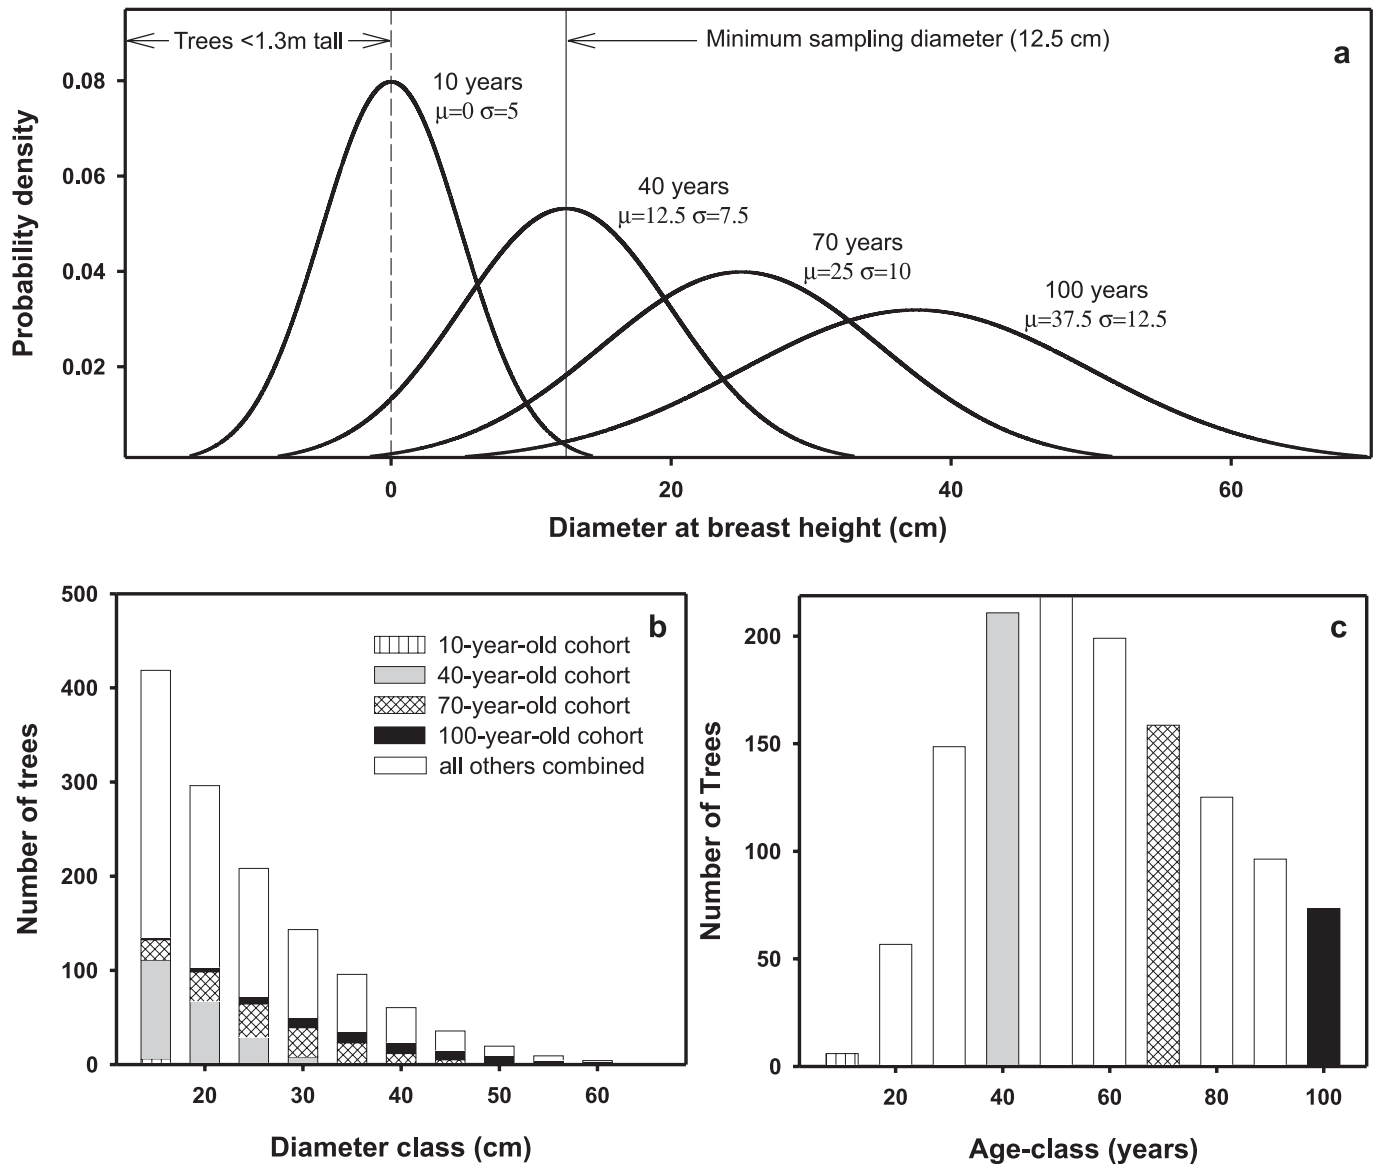 Trees <1.3m tall
Minimum sampling diameter (12.5 cm)
a
10 years
μ=0 σ=5
40 years
μ=12.5 σ=7.5
70 years
μ=25 σ=10
100 years
μ=37.5 σ=12.5
Probability density
0.08
0.06
0.04
0.02
0
20
40
60
Diameter at breast height (cm)
b
10-year-old cohort
40-year-old cohort
70-year-old cohort
100-year-old cohort
all others combined
Number of trees
500
400
300
200
100
0
20
30
40
50
60
Diameter class (cm)
c
Number of Trees
200
150
100
50
0
20
40
60
80
100
Age-class (years)